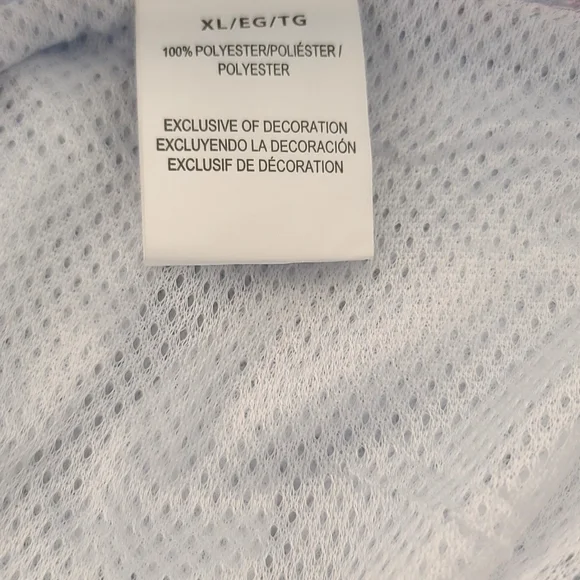 XL/EG/TG
100% POLYESTER/POLIÉSTER/
POLYESTER
EXCLUSIVE OF DECORATION
EXCLUYENDO LA DECORACIÓN
EXCLUSIF DE DÉCORATION